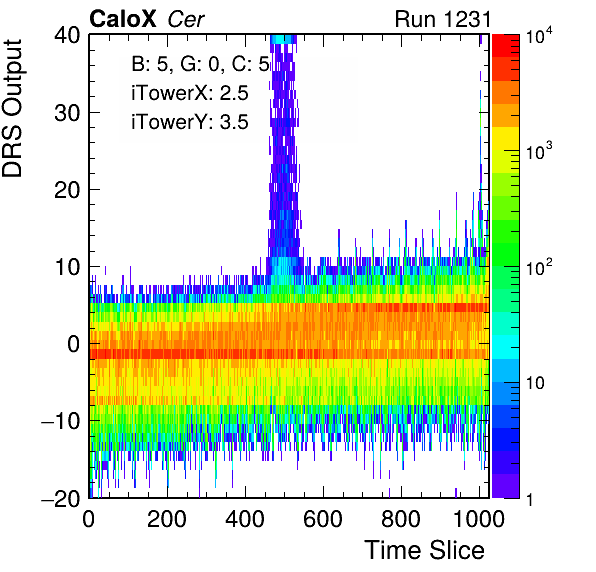 CaloX Cer Run 1231
DRS Output
B: 5, G: 0, C: 5
iTowerX: 2.5
iTowerY: 3.5
40
30
20
10
0
−10
−20
0 200 400 600 800 1000
Time Slice
10^4
10^3
10^2
10
1